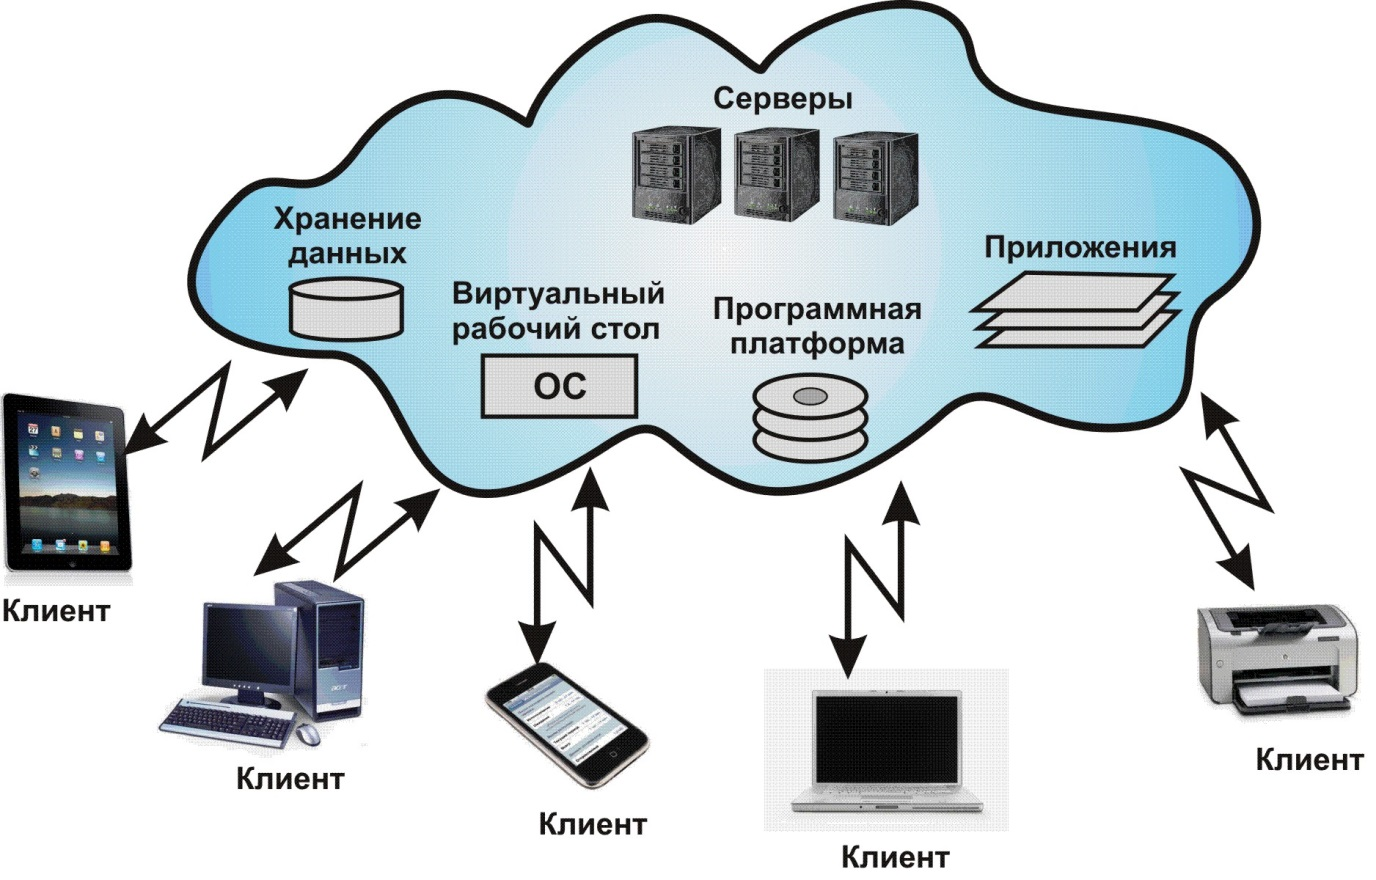 Серверы
Хранение
данных
Приложения
Виртуальный
рабочий стол
Программная
платформа
ОС
Клиент
Клиент
Клиент
Клиент
Клиент